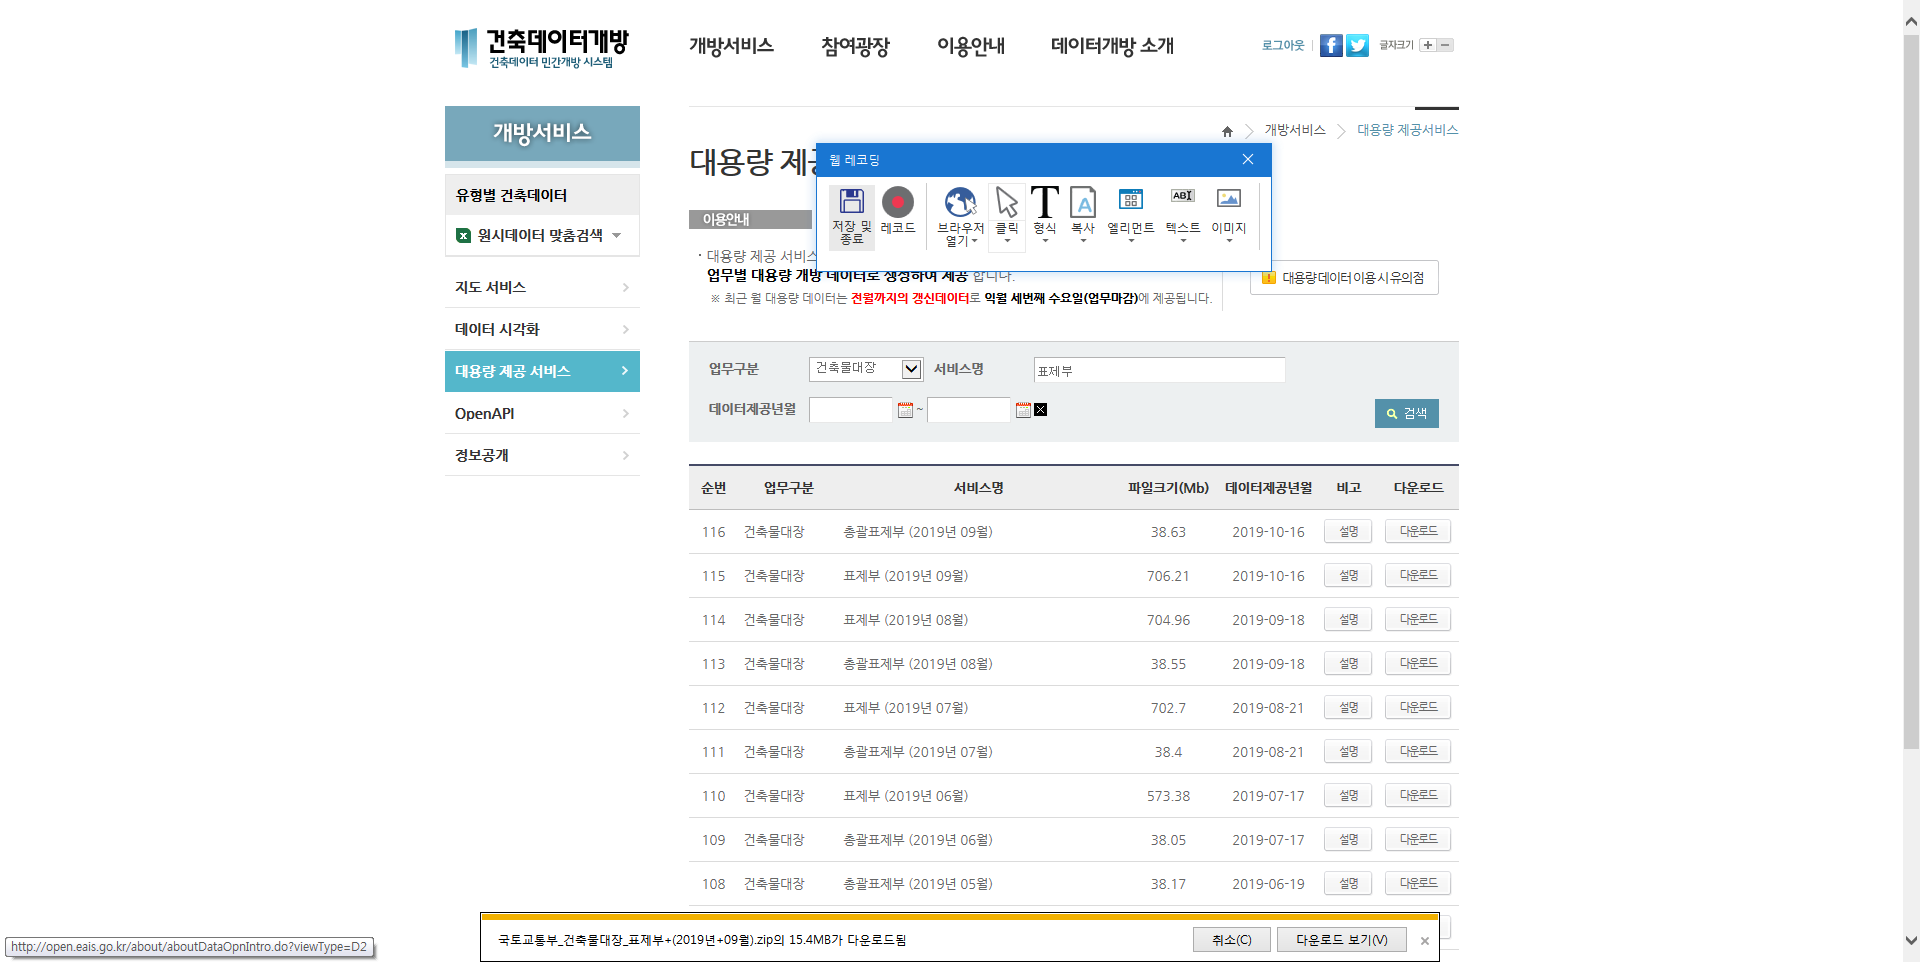 건축데이터개방
건축데이터 민간개방 시스템
개방서비스
참여광장
이용안내
데이터개방 소개
로그아웃
글자크기
개방서비스
유형별 건축데이터
원시데이터 맞춤검색
지도 서비스
데이터 시각화
대용량 제공 서비스
OpenAPI
정보공개
개방서비스
대용량 제공서비스
대용량 제공
웹 레코딩
저장 및 종료
레코드
브라우저 열기
클릭
형식
복사
엘리먼트
텍스트
이미지
이용안내
· 대용량 제공 서비스
업무별 대용량 개방 데이터로 생성하여 제공 합니다.
※ 최근 월 대용량 데이터는 전월까지의 갱신데이터로 익월 세번째 수요일(업무마감)에 제공됩니다.
대용량 데이터 이용 시 유의점
업무구분 건축물대장 서비스명 표제부
데이터제공년월 ~
검색
순번 업무구분 서비스명 파일크기(Mb) 데이터제공년월 비고 다운로드
116 건축물대장 총괄표제부 (2019년 09월) 38.63 2019-10-16 설명 다운로드
115 건축물대장 표제부 (2019년 09월) 706.21 2019-10-16 설명 다운로드
114 건축물대장 표제부 (2019년 08월) 704.96 2019-09-18 설명 다운로드
113 건축물대장 총괄표제부 (2019년 08월) 38.55 2019-09-18 설명 다운로드
112 건축물대장 표제부 (2019년 07월) 702.7 2019-08-21 설명 다운로드
111 건축물대장 총괄표제부 (2019년 07월) 38.4 2019-08-21 설명 다운로드
110 건축물대장 표제부 (2019년 06월) 573.38 2019-07-17 설명 다운로드
109 건축물대장 총괄표제부 (2019년 06월) 38.05 2019-07-17 설명 다운로드
108 건축물대장 총괄표제부 (2019년 05월) 38.17 2019-06-19 설명 다운로드
국토교통부_건축물대장_표제부+(2019년+09월).zip의 15.4MB가 다운로드됨
취소(C)
다운로드 보기(V)
http://open.eais.go.kr/about/aboutDataOpnIntro.do?viewType=D2